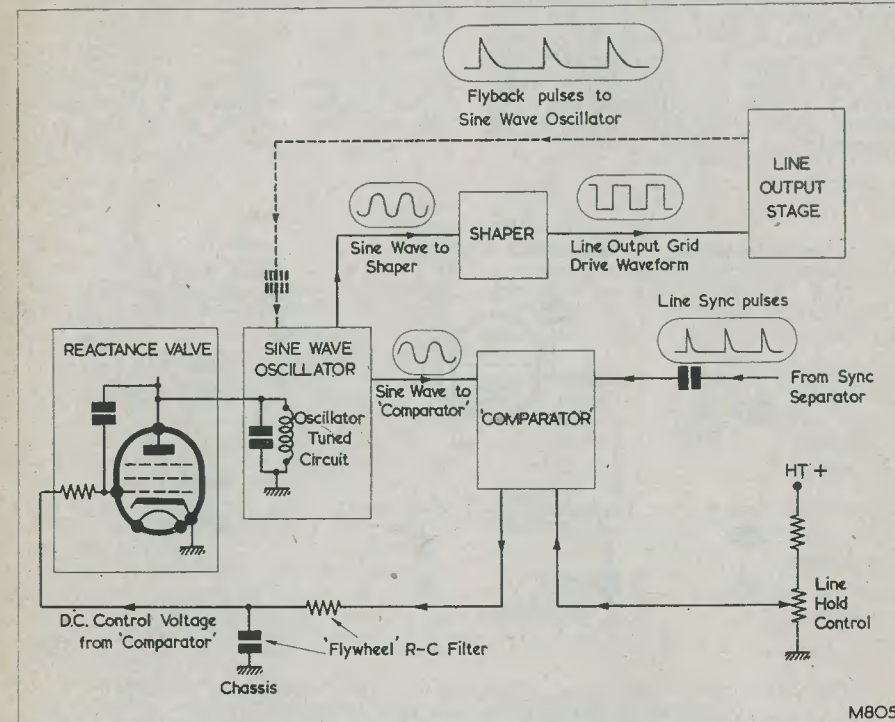 Flyback pulses to
Sine Wave Oscillator
LINE
OUTPUT
STAGE
Sine Wave to
Shaper
SHAPER
Line Output Grid
Drive Waveform
Line Sync pulses
REACTANCE VALVE
SINE WAVE
OSCILLATOR
Oscillator
Tuned
Circuit
Sine Wave to
'Comparator'
'COMPARATOR'
From Sync
Separator
HT +
Line
Hold
Control
D.C. Control Voltage
from 'Comparator'
'Flywheel' R-C Filter
Chassis
M805